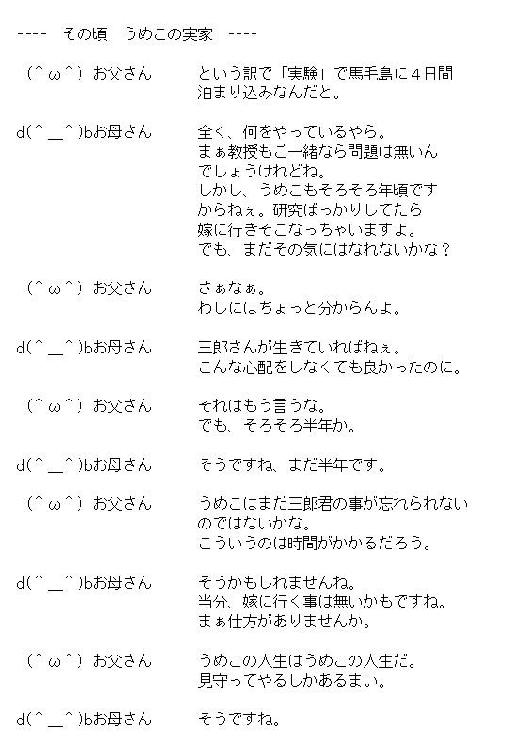 ---- その頃 うめこの実家 ----
(＾ω＾) お父さん という訳で「実験」で馬毛島に４日間
泊まり込みなんだと。
d(＾＿＾)bお母さん 全く、何をやっているやら。
まぁ教授もご一緒なら問題は無いん
でしょうけれどね。
しかし、うめこもそろそろ年頃です
からねぇ。研究ばっかりしてたら
嫁に行きそこなっちゃいますよ。
でも、まだその気にはなれないかな？
(＾ω＾) お父さん さぁなぁ。
わしにはちょっと分からんよ。
d(＾＿＾)bお母さん 三郎さんが生きていればねぇ。
こんな心配をしなくても良かったのに。
(＾ω＾) お父さん それはもう言うな。
でも、そろそろ半年か。
d(＾＿＾)bお母さん そうですね、まだ半年です。
(＾ω＾) お父さん うめこはまだ三郎君の事が忘れられない
のではないかな。
こういうのは時間がかかるだろう。
d(＾＿＾)bお母さん そうかもしれませんね。
当分、嫁に行く事は無いかもですね。
まぁ仕方がありませんか。
(＾ω＾) お父さん うめこの人生はうめこの人生だ。
見守ってやるしかあるまい。
d(＾＿＾)bお母さん そうですね。